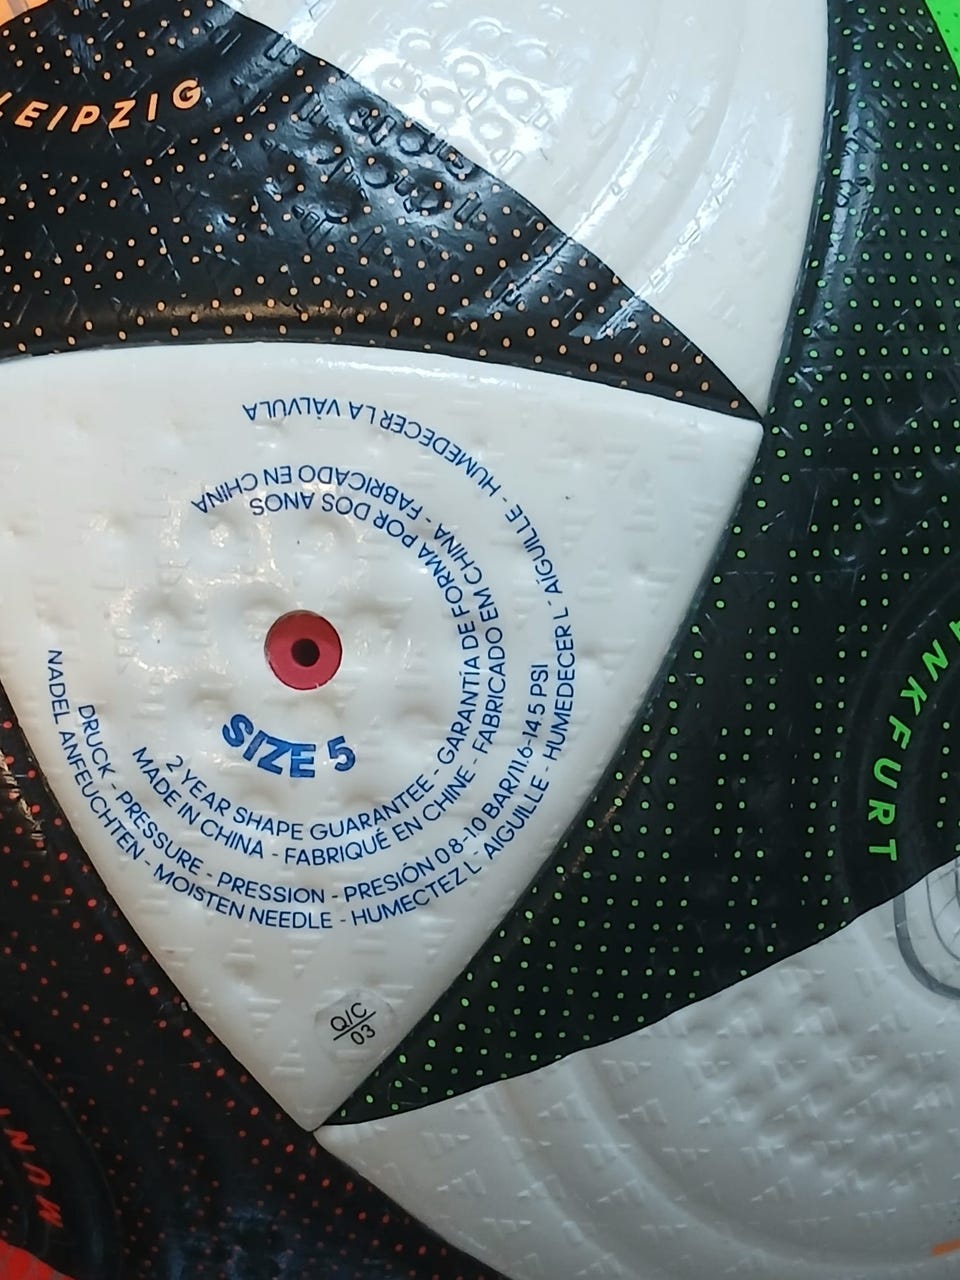 LEIPZIG
SIZE 5
2 YEAR SHAPE GUARANTEE - GARANTÍA DE FORMA POR DOS ANOS
MADE IN CHINA - FABRIQUÉ EN CHINE - FABRICADO EM CHINA - FABRICADO EN CHINA
DRUCK - PRESSURE - PRESSION - PRESIÓN 0.8-1.0 BAR/11.6-14.5 PSI
NADEL ANFEUCHTEN - MOISTEN NEEDLE - HUMECTEZ L´AIGUILLE - HUMEDECER L´AIGUILLE - HUMEDECER LA VÁLVULA
Q/C
03
NKFURT
MÜN